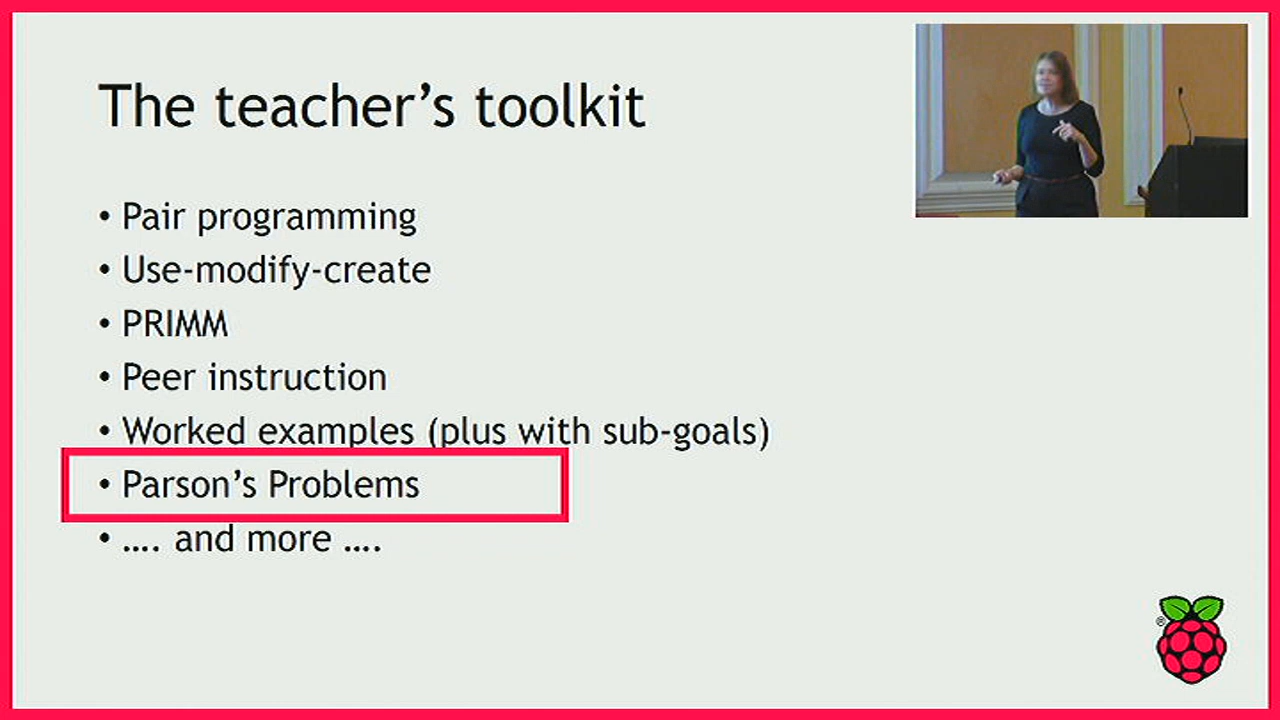 The teacher’s toolkit
• Pair programming
• Use-modify-create
• PRIMM
• Peer instruction
• Worked examples (plus with sub-goals)
• Parson’s Problems
• …. and more ….
®